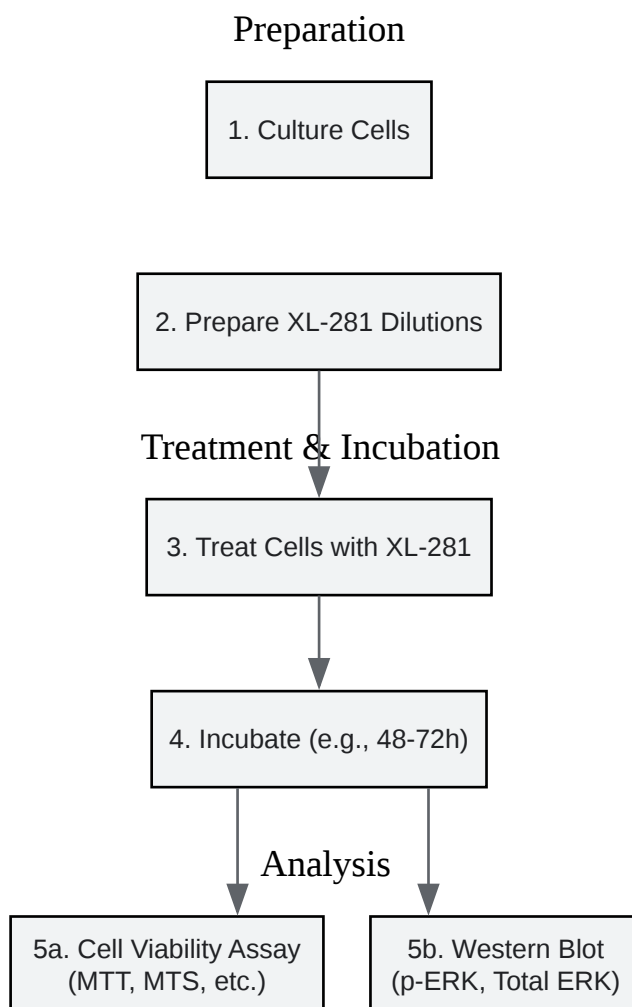 Preparation
1. Culture Cells
2. Prepare XL-281 Dilutions
Treatment & Incubation
3. Treat Cells with XL-281
4. Incubate (e.g., 48-72h)
Analysis
5a. Cell Viability Assay
(MTT, MTS, etc.)
5b. Western Blot
(p-ERK, Total ERK)